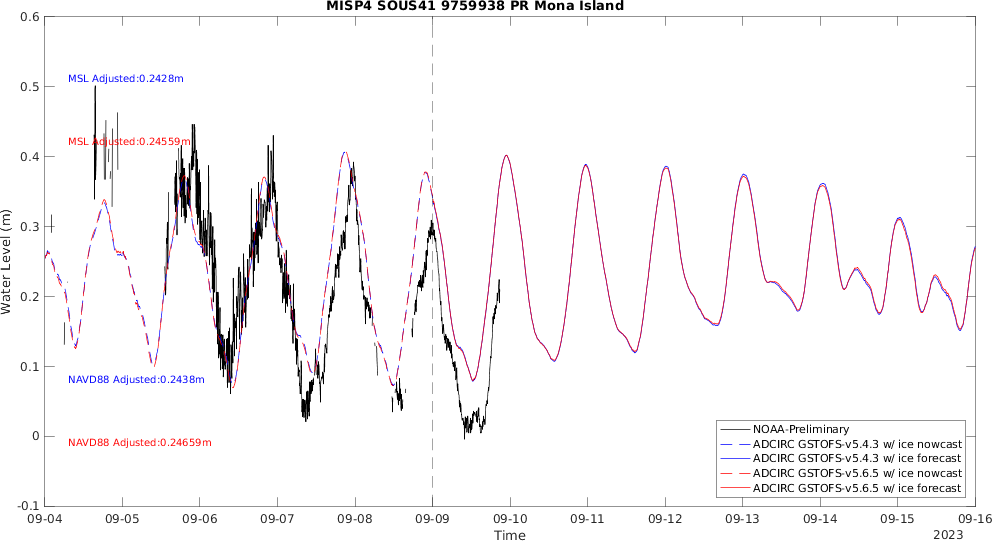 MISP4 SOUS41 9759938 PR Mona Island
0.6
0.5
0.4
0.3
0.2
0.1
0
-0.1
Water Level (m)
MSL Adjusted:0.2428m
MSL Adjusted:0.24559m
NAVD88 Adjusted:0.2438m
NAVD88 Adjusted:0.24659m
NOAA-Preliminary
ADCIRC GSTOFS-v5.4.3 w/ ice nowcast
ADCIRC GSTOFS-v5.4.3 w/ ice forecast
ADCIRC GSTOFS-v5.6.5 w/ ice nowcast
ADCIRC GSTOFS-v5.6.5 w/ ice forecast
09-04 09-05 09-06 09-07 09-08 09-09 09-10 09-11 09-12 09-13 09-14 09-15 09-16
Time
2023